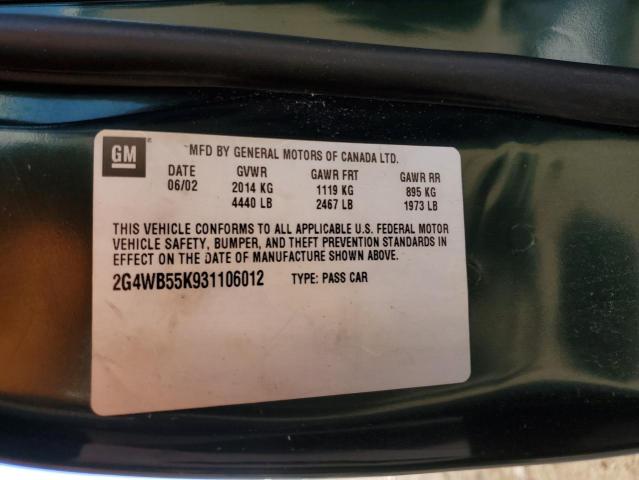 GM ® MFD BY GENERAL MOTORS OF CANADA LTD.
DATE GVWR GAWR FRT GAWR RR
06/02 2014 KG 1119 KG 895 KG
4440 LB 2467 LB 1973 LB
THIS VEHICLE CONFORMS TO ALL APPLICABLE U.S. FEDERAL MOTOR
VEHICLE SAFETY, BUMPER, AND THEFT PREVENTION STANDARDS IN
EFFECT ON THE DATE OF MANUFACTURE SHOWN ABOVE.
2G4WB55K931106012 TYPE: PASS CAR